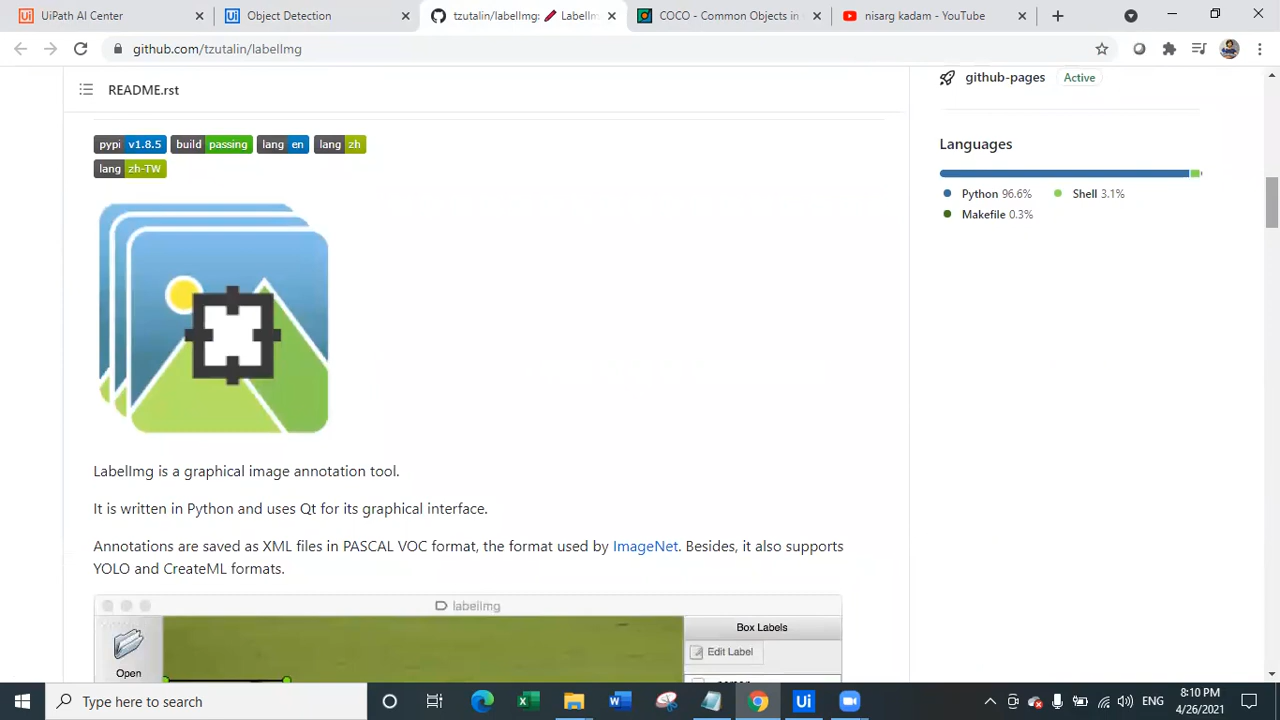 UiPath AI Center
Object Detection
tzutalin/labelImg: LabelIm
COCO - Common Objects in
nisarg kadam - YouTube
github.com/tzutalin/labelImg
README.rst
github-pages Active
pypi v1.8.5 build passing lang en lang zh
lang zh-TW
Languages
Python 96.6% Shell 3.1%
Makefile 0.3%
LabelImg is a graphical image annotation tool.
It is written in Python and uses Qt for its graphical interface.
Annotations are saved as XML files in PASCAL VOC format, the format used by ImageNet. Besides, it also supports
YOLO and CreateML formats.
labelImg
Box Labels
Edit Label
Open
Type here to search
ENG
8:10 PM
4/26/2021